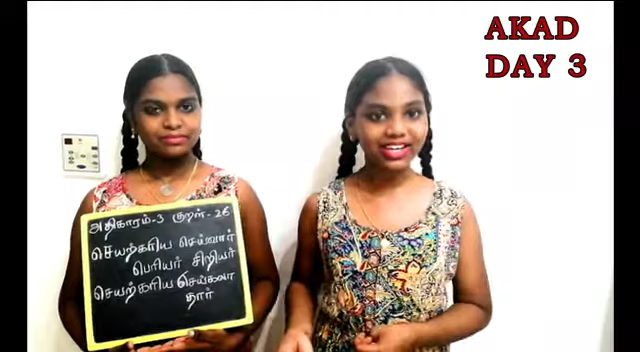 AKAD
DAY 3
அதிகாரம்-3 குறள்-26
செயற்கரிய செய்வார்
பெரியர் சிறியர்
செயற்கரிய செய்கலா
தார்